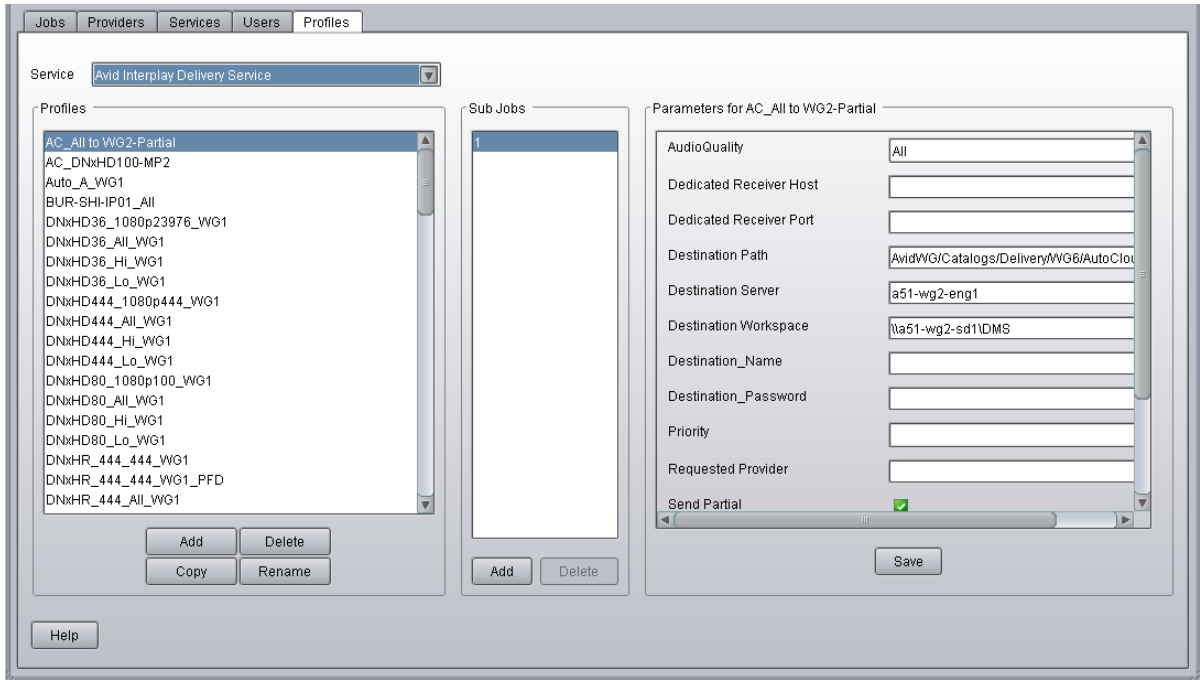 Jobs Providers Services Users Profiles
Service Avid Interplay Delivery Service
Profiles
AC_All to WG2-Partial
AC_DNxHD100-MP2
Auto_A_WG1
BUR-SHI-IP01_All
DNxHD36_1080p23976_WG1
DNxHD36_All_WG1
DNxHD36_Hi_WG1
DNxHD36_Lo_WG1
DNxHD444_1080p444_WG1
DNxHD444_All_WG1
DNxHD444_Hi_WG1
DNxHD444_Lo_WG1
DNxHD80_1080p100_WG1
DNxHD80_All_WG1
DNxHD80_Hi_WG1
DNxHD80_Lo_WG1
DNxHR_444_444_WG1
DNxHR_444_444_WG1_PFD
DNxHR_444_All_WG1
Add Delete
Copy Rename
Sub Jobs
1
Add Delete
Parameters for AC_All to WG2-Partial
AudioQuality All
Dedicated Receiver Host
Dedicated Receiver Port
Destination Path AvidWG/Catalogs/Delivery/WG6/AutoClou
Destination Server a51-wg2-eng1
Destination Workspace \\a51-wg2-sd1\DMS
Destination_Name
Destination_Password
Priority
Requested Provider
Send Partial
Save
Help